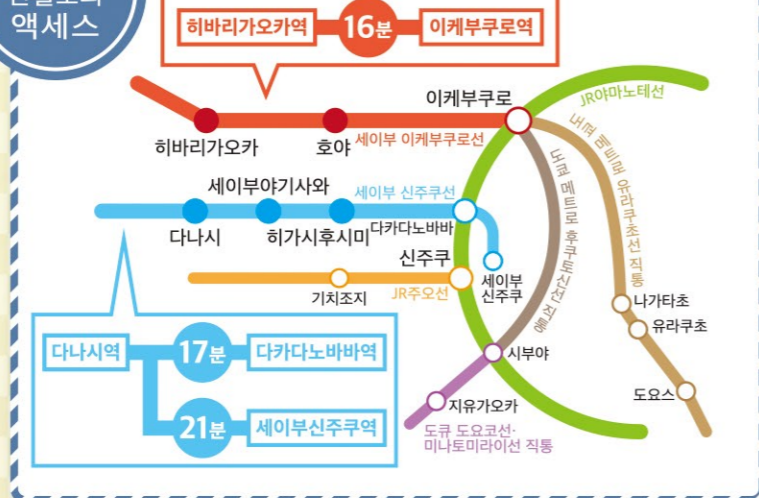 액세스
히바리가오카역
16분
이케부쿠로역
이케부쿠로
JR야마노테선
히바리가오카
호야
세이부 이케부쿠로선
세이부야기사와
세이부 신주쿠선
다나시
히가시후시미
다카다노바바
신주쿠
세이부
신주쿠
기치조지
JR주오선
도쿄 메트로 후쿠토신선 직통
도쿄 메트로 유라쿠초선 직통
나가타초
유라쿠초
시부야
도요스
지유가오카
도큐 도요코선·
미나토미라이선 직통
다나시역
17분
다카다노바바역
21분
세이부신주쿠역